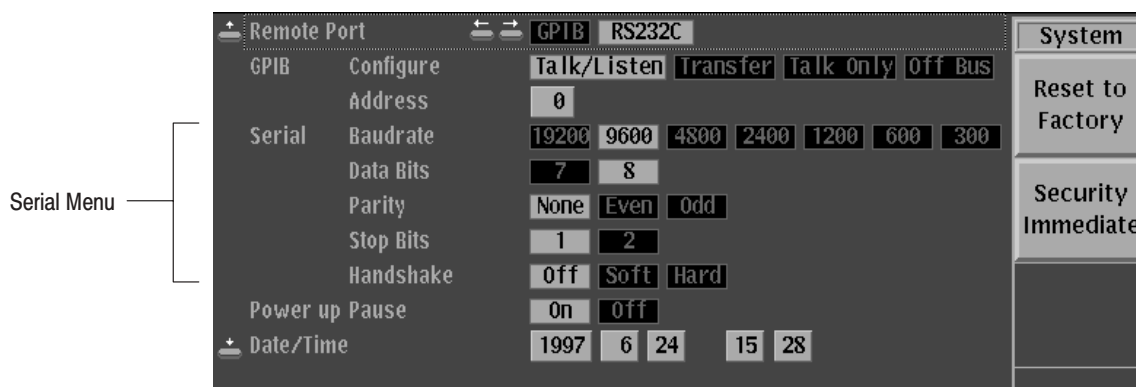 Remote Port GPIB RS232C
GPIB Configure Talk/Listen Transfer Talk Only Off Bus
Address 0
Serial Baudrate 19200 9600 4800 2400 1200 600 300
Data Bits 7 8
Parity None Even Odd
Stop Bits 1 2
Handshake Off Soft Hard
Power up Pause On Off
Date/Time 1997 6 24 15 28
Serial Menu
System
Reset to
Factory
Security
Immediate